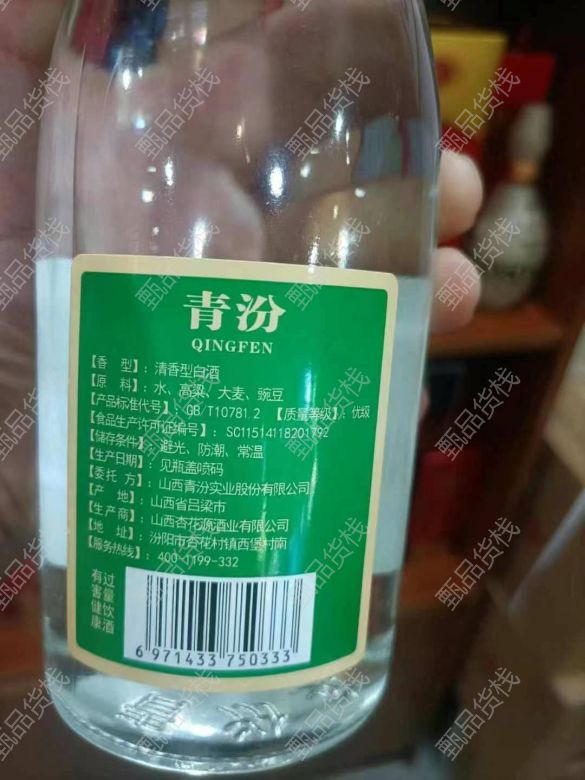 青汾
QINGFEN
【香 型】：清香型白酒
【原 料】：水、高粱、大麦、豌豆
【产品标准代号】：GB/T10781.2 【质量等级】：优级
【食品生产许可证编号】：SC11514118201792
【储存条件】：避光、防潮、常温
【生产日期】：见瓶盖喷码
【委托方】：山西青汾实业股份有限公司
【产 地】：山西省吕梁市
【生产商】：山西杏花源酒业有限公司
【地 址】：汾阳市杏花村镇西堡村南
【服务热线】：400-1199-332
过量饮酒
有害健康
6 971433 750333
甄品货栈